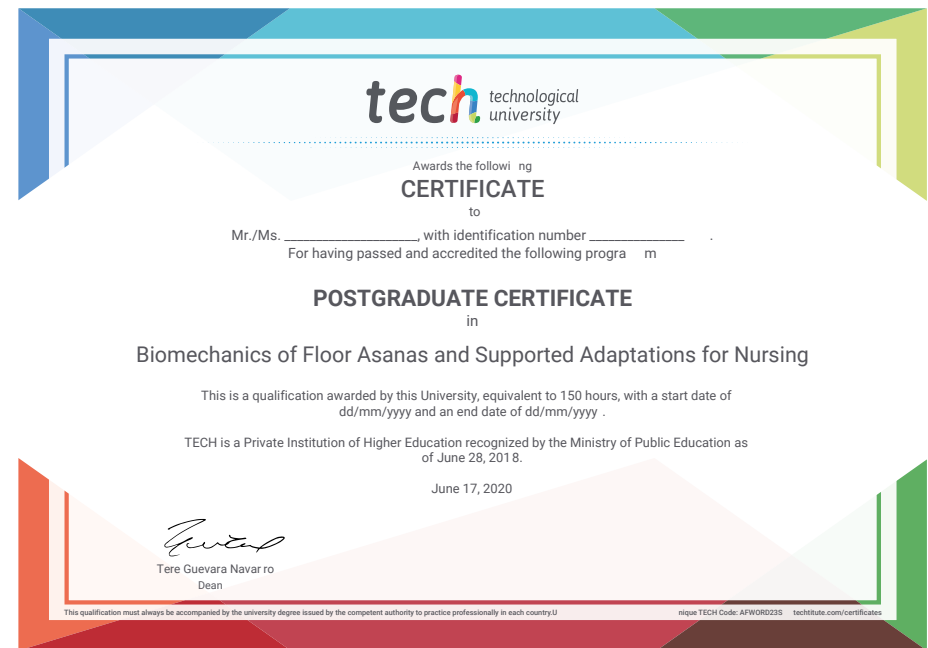 tech technological
university
Awards the followi ng
CERTIFICATE
to
Mr./Ms. ____________________, with identification number ______________ .
For having passed and accredited the following progra m
POSTGRADUATE CERTIFICATE
in
Biomechanics of Floor Asanas and Supported Adaptations for Nursing
This is a qualification awarded by this University, equivalent to 150 hours, with a start date of
dd/mm/yyyy and an end date of dd/mm/yyyy .
TECH is a Private Institution of Higher Education recognized by the Ministry of Public Education as
of June 28, 2018.
June 17, 2020
Tere Guevara Navar ro
Dean
This qualification must always be accompanied by the university degree issued by the competent authority to practice professionally in each country.U nique TECH Code: AFWORD23S techtitute.com/certificates